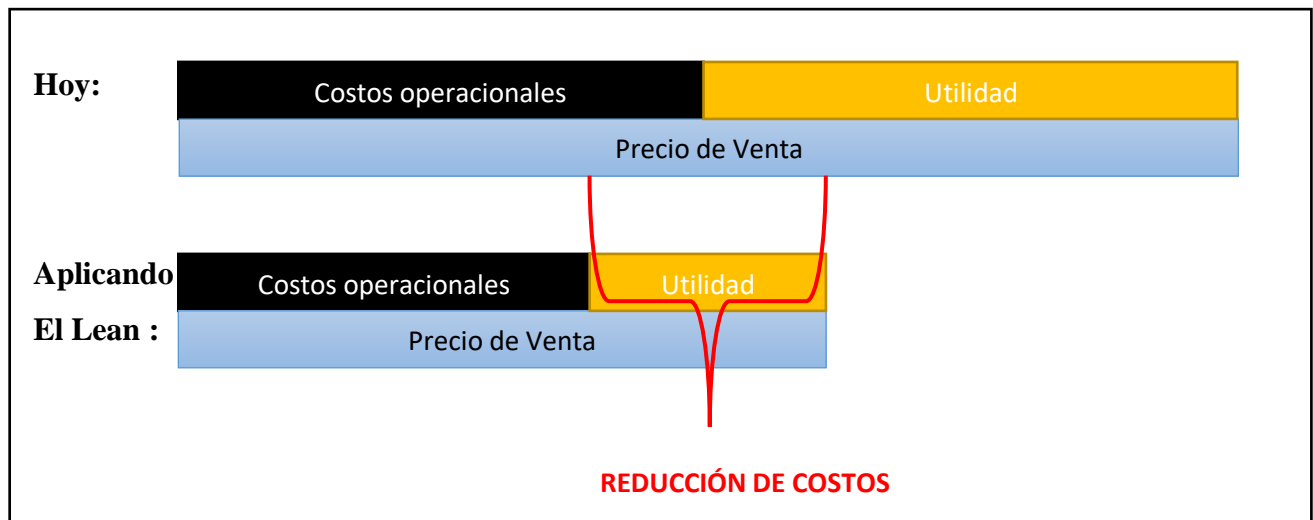 Hoy:
Costos operacionales
Utilidad
Precio de Venta
Aplicando
El Lean :
Costos operacionales
Utilidad
Precio de Venta
REDUCCIÓN DE COSTOS